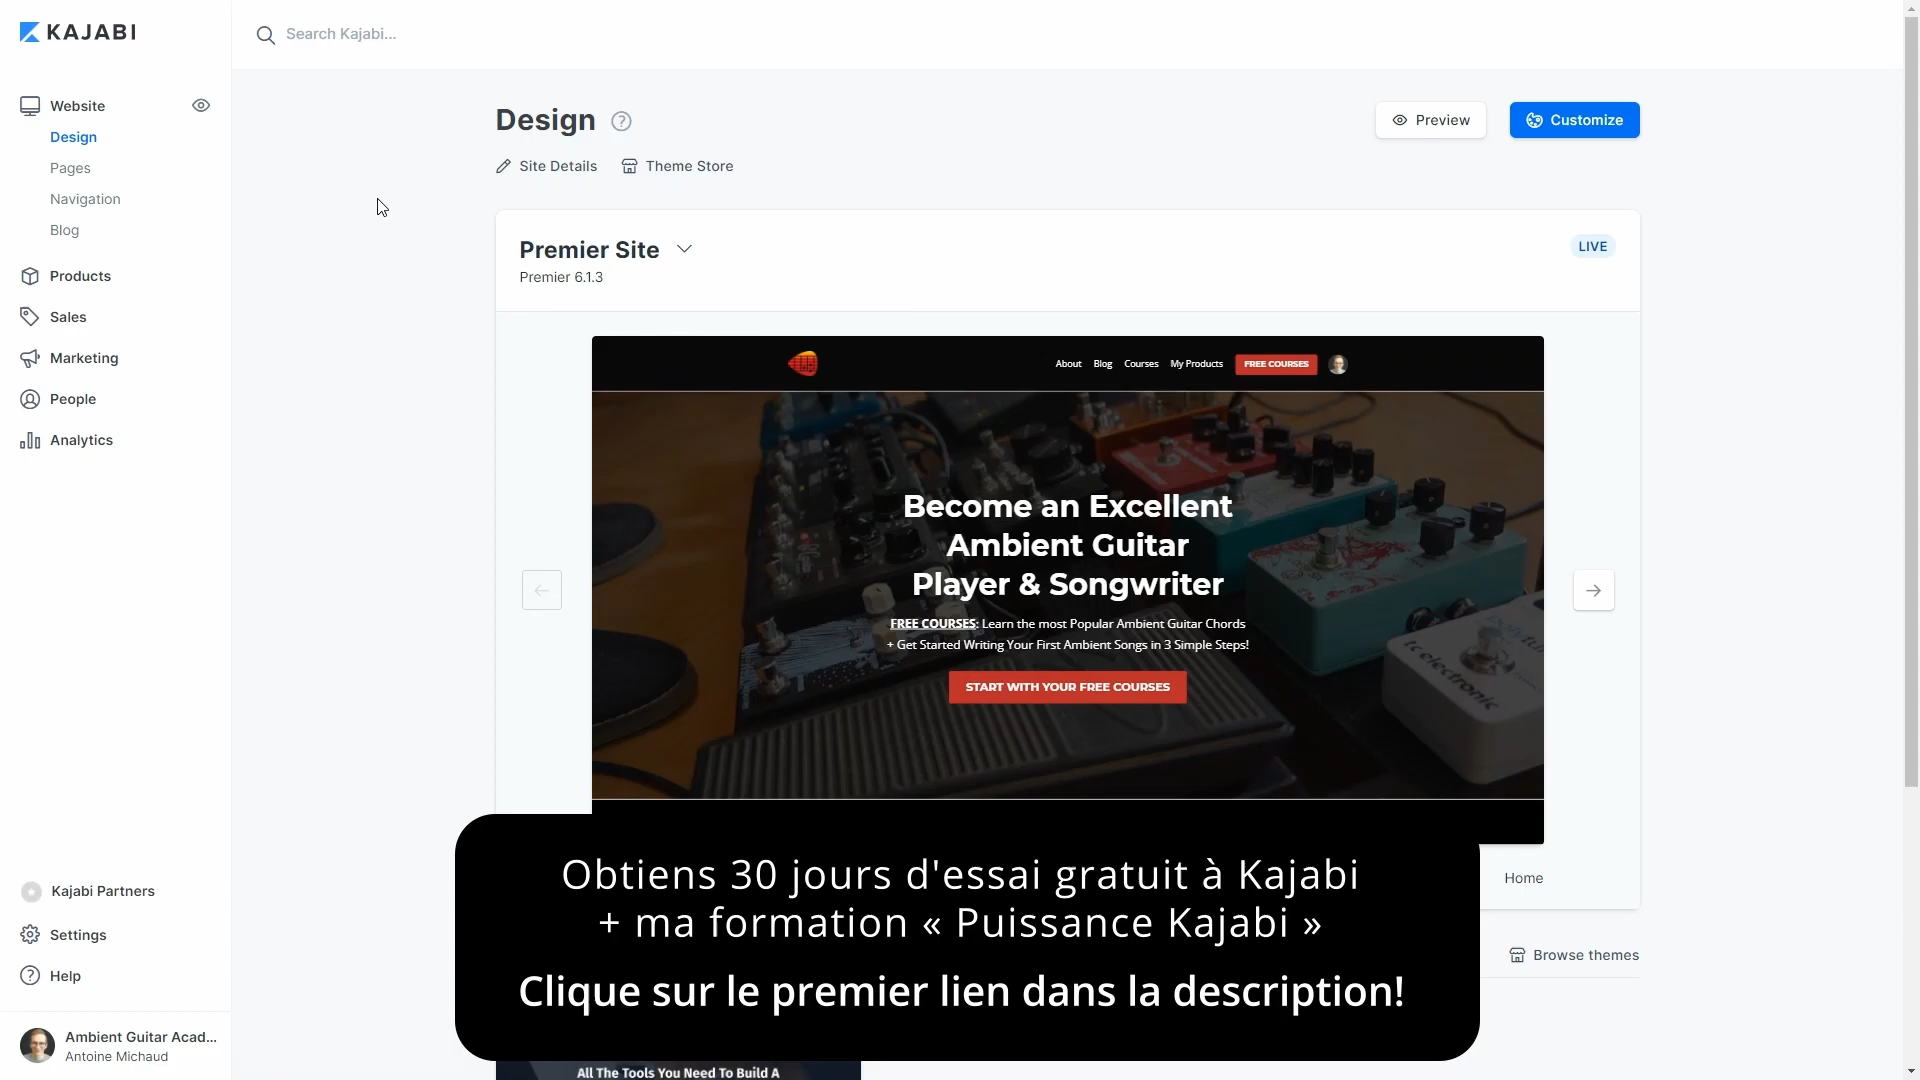 KAJABI
Search Kajabi...
Website
Design
Pages
Navigation
Blog
Products
Sales
Marketing
People
Analytics
Kajabi Partners
Settings
Help
Ambient Guitar Acad...
Antoine Michaud
Design
Preview
Customize
Site Details
Theme Store
Premier Site
LIVE
Premier 6.1.3
About Blog Courses My Products FREE COURSES
Become an Excellent
Ambient Guitar
Player & Songwriter
FREE COURSES: Learn the most Popular Ambient Guitar Chords
+ Get Started Writing Your First Ambient Songs in 3 Simple Steps!
START WITH YOUR FREE COURSES
Home
Browse themes
Obtiens 30 jours d'essai gratuit à Kajabi
+ ma formation « Puissance Kajabi »
Clique sur le premier lien dans la description!
All The Tools You Need To Build A